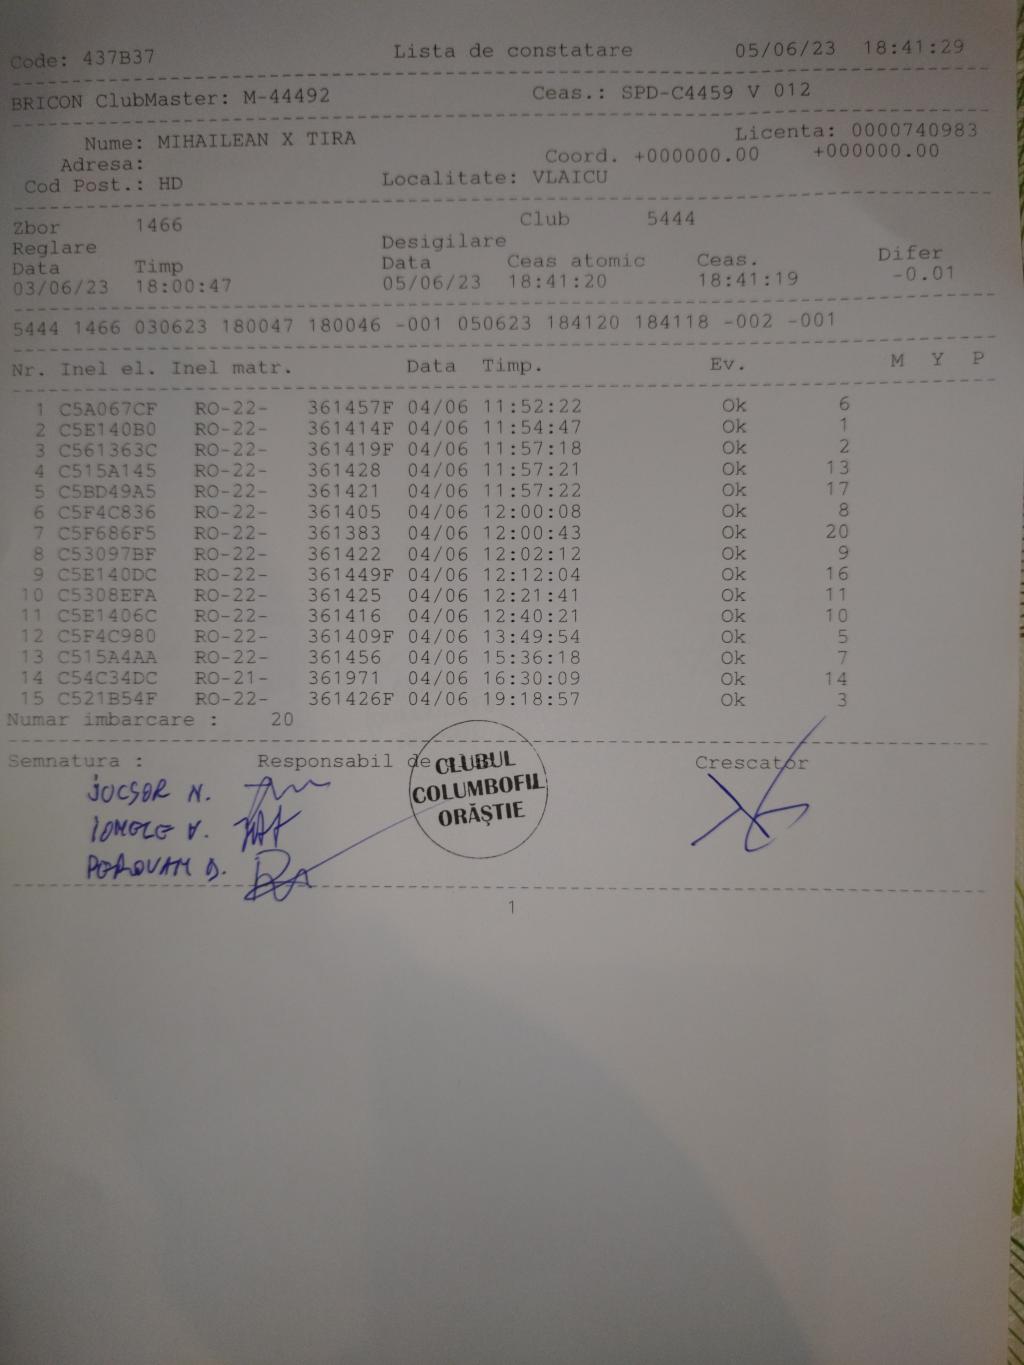 Code: 437B37 Lista de constatare 05/06/23 18:41:29
BRICON ClubMaster: M-44492 Ceas.: SPD-C4459 V 012
Nume: MIHAILEAN X TIRA Licenta: 0000740983
Adresa: Coord. +000000.00 +000000.00
Cod Post.: HD Localitate: VLAICU
Zbor 1466 Club 5444
Reglare Desigilare
Data Timp Data Ceas atomic Ceas. Difer
03/06/23 18:00:47 05/06/23 18:41:20 18:41:19 -0.01
5444 1466 030623 180047 180046 -001 050623 184120 184118 -002 -001
Nr. Inel el. Inel matr. Data Timp. Ev. M Y P
1 C5A067CF RO-22- 361457F 04/06 11:52:22 Ok 6
2 C5E140B0 RO-22- 361414F 04/06 11:54:47 Ok 1
3 C561363C RO-22- 361419F 04/06 11:57:18 Ok 2
4 C515A145 RO-22- 361428 04/06 11:57:21 Ok 13
5 C5BD49A5 RO-22- 361421 04/06 11:57:22 Ok 17
6 C5F4C836 RO-22- 361405 04/06 12:00:08 Ok 8
7 C5F686F5 RO-22- 361383 04/06 12:00:43 Ok 20
8 C53097BF RO-22- 361422 04/06 12:02:12 Ok 9
9 C5E140DC RO-22- 361449F 04/06 12:12:04 Ok 16
10 C5308EFA RO-22- 361425 04/06 12:21:41 Ok 11
11 C5E1406C RO-22- 361416 04/06 12:40:21 Ok 10
12 C5F4C980 RO-22- 361409F 04/06 13:49:54 Ok 5
13 C515A4AA RO-22- 361456 04/06 15:36:18 Ok 7
14 C54C34DC RO-21- 361971 04/06 16:30:09 Ok 14
15 C521B54F RO-22- 361426F 04/06 19:18:57 Ok 3
Numar imbarcare : 20
Semnatura : Responsabil de Crescator
CLUBUL
COLUMBOFIL
ORĂȘTIE
JUCSOR N.
1